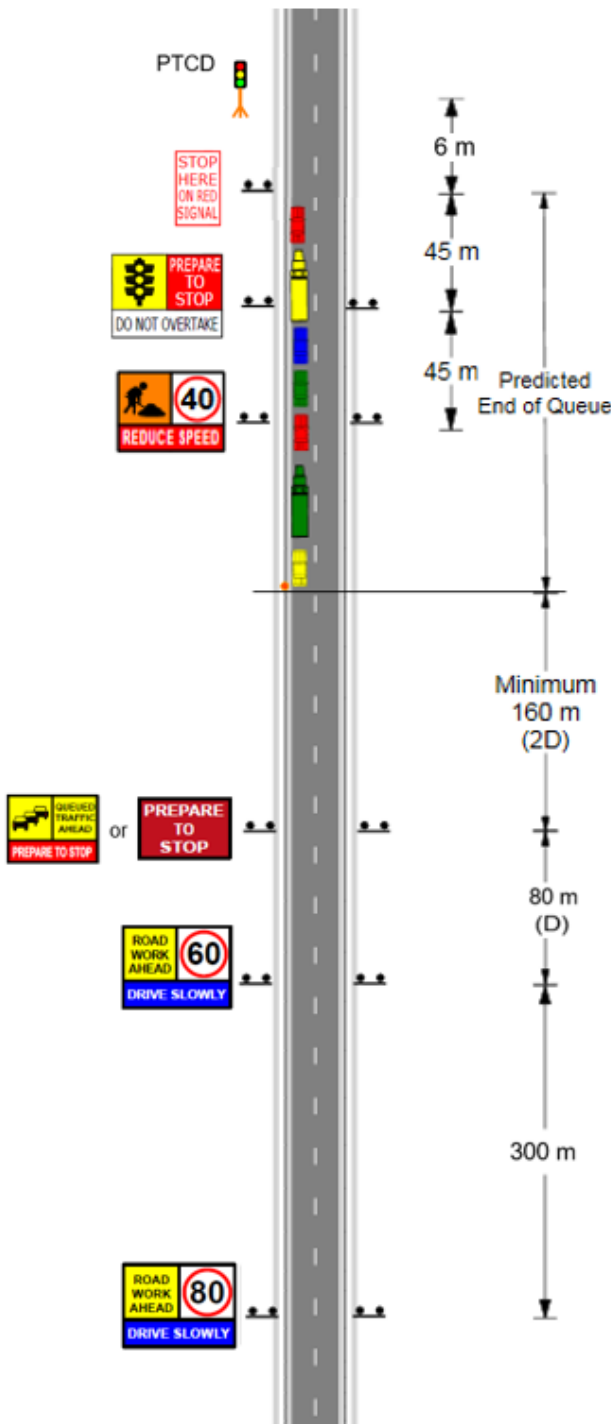 PTCD
6 m
STOP
HERE
ON RED
SIGNAL
45 m
PREPARE
TO
STOP
DO NOT OVERTAKE
45 m
Predicted
End of Queue
40
REDUCE SPEED
Minimum
160 m
(2D)
QUEUED
TRAFFIC
AHEAD
PREPARE TO STOP
or
PREPARE
TO
STOP
80 m
(D)
ROAD
WORK
AHEAD
60
DRIVE SLOWLY
300 m
ROAD
WORK
AHEAD
80
DRIVE SLOWLY